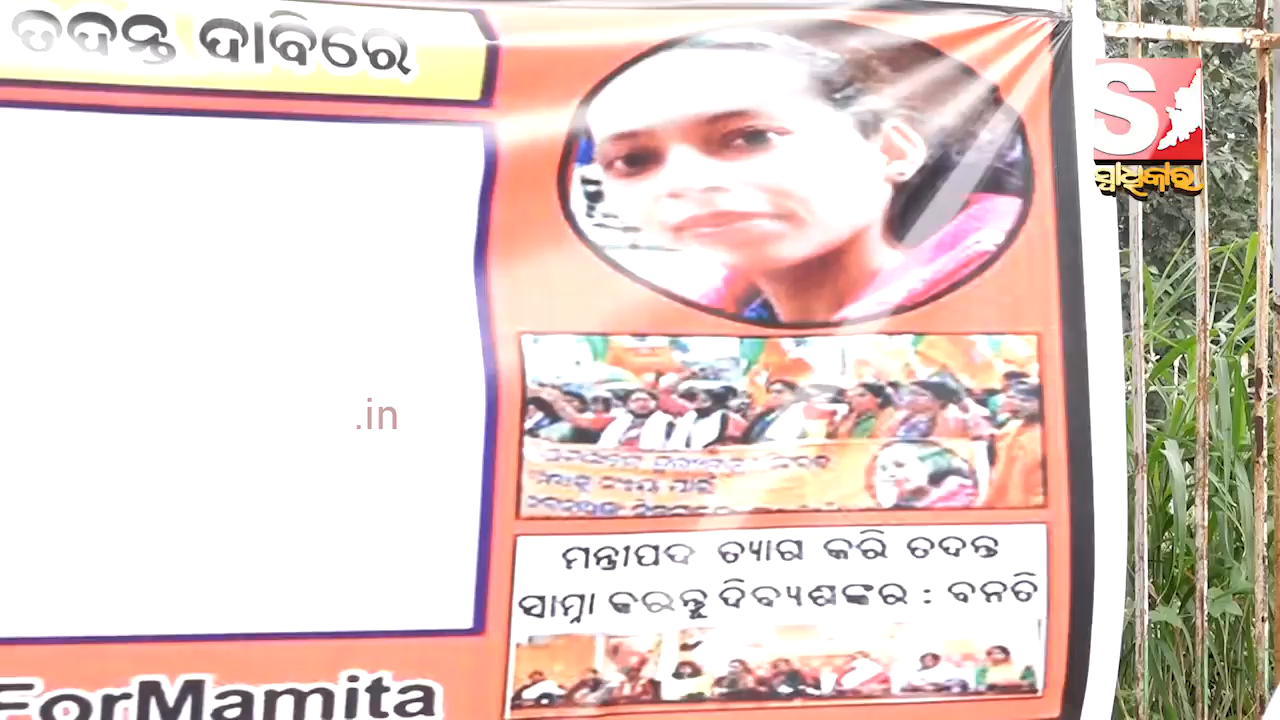 ତଦନ୍ତ ଦାବିରେ
S
ସ୍ୱାଧିକାର
.in
ମନ୍ତ୍ରୀପଦ ତ୍ୟାଗ କରି ତଦନ୍ତ
ସାମ୍ନା କରନ୍ତୁ ଦିବ୍ୟଶଙ୍କର : ବନତି
ForMamita